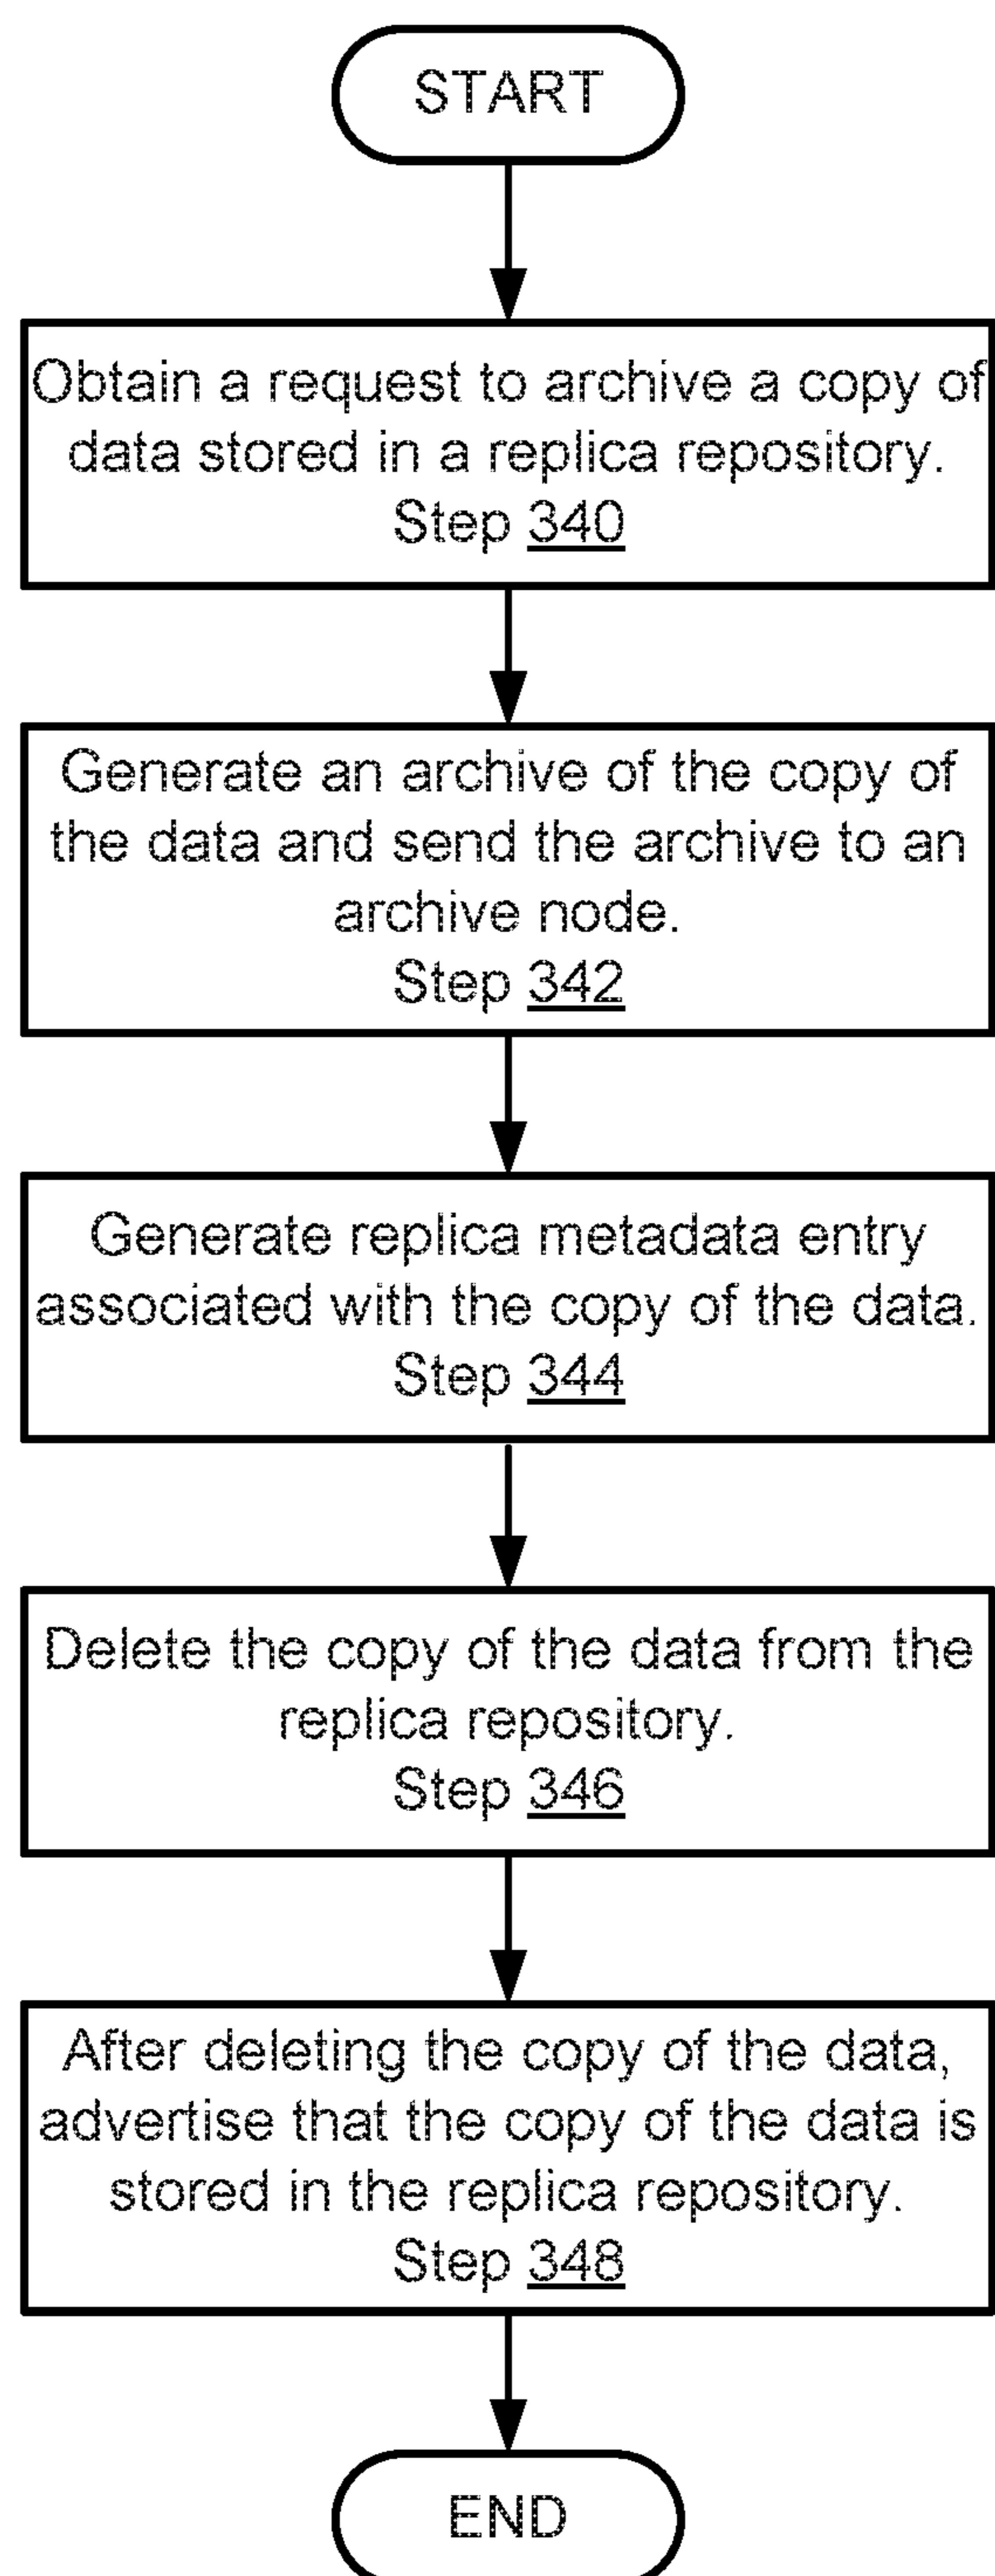 START
Obtain a request to archive a copy of
data stored in a replica repository.
Step 340
Generate an archive of the copy of
the data and send the archive to an
archive node.
Step 342
Generate replica metadata entry
associated with the copy of the data.
Step 344
Delete the copy of the data from the
replica repository.
Step 346
After deleting the copy of the data,
advertise that the copy of the data is
stored in the replica repository.
Step 348
END